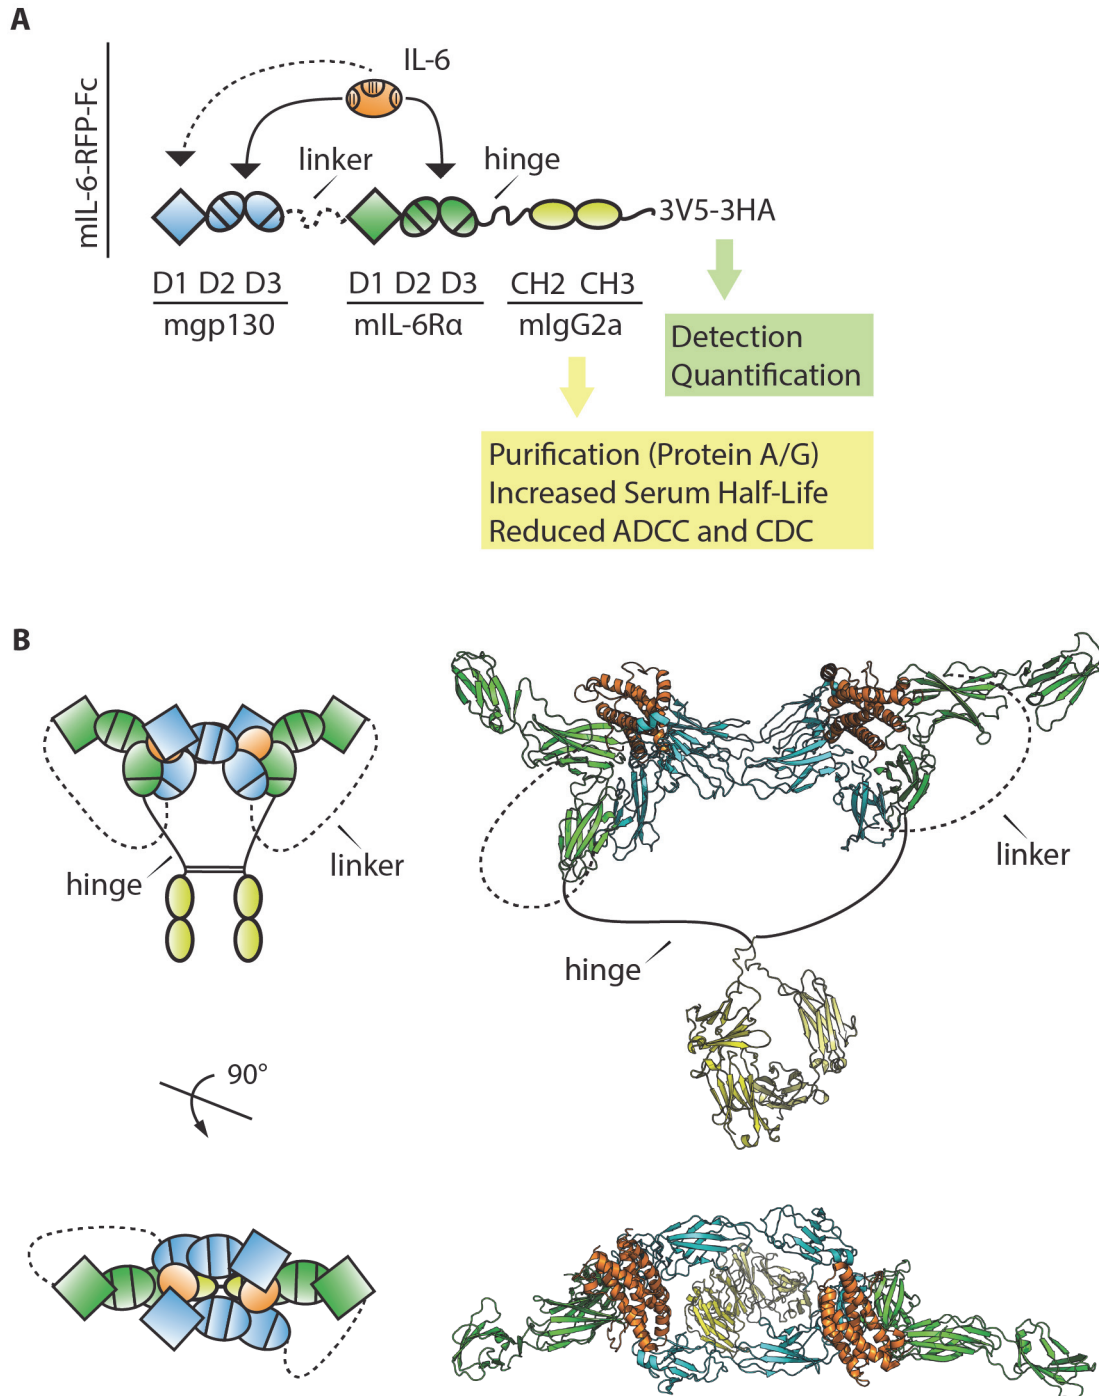 A
mIL-6-RFP-Fc
IL-6
linker
hinge
3V5-3HA
D1 D2 D3
mgp130
D1 D2 D3
mIL-6Rα
CH2 CH3
mIgG2a
Detection
Quantification
Purification (Protein A/G)
Increased Serum Half-Life
Reduced ADCC and CDC
B
hinge
linker
linker
hinge
90°